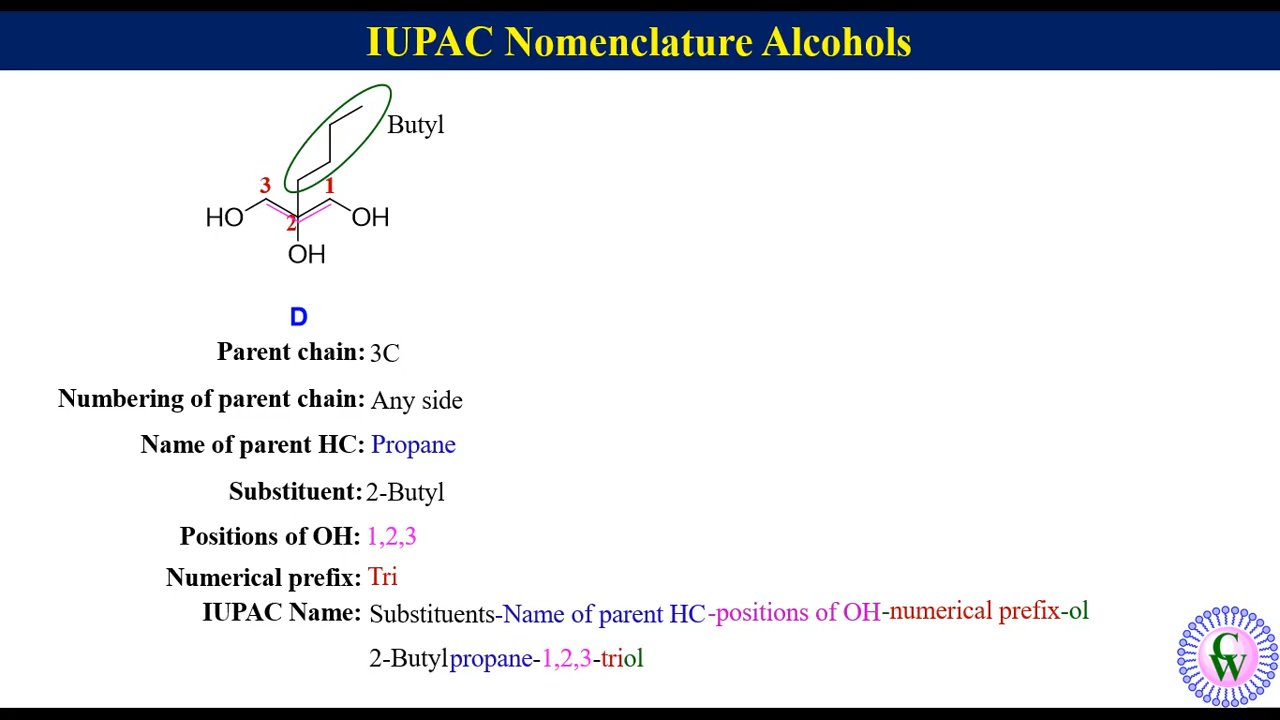 IUPAC Nomenclature Alcohols
Butyl
3 1
HO 2 OH
OH
D
Parent chain: 3C
Numbering of parent chain: Any side
Name of parent HC: Propane
Substituent: 2-Butyl
Positions of OH: 1,2,3
Numerical prefix: Tri
IUPAC Name: Substituents-Name of parent HC-positions of OH-numerical prefix-ol
2-Butylpropane-1,2,3-triol
CW